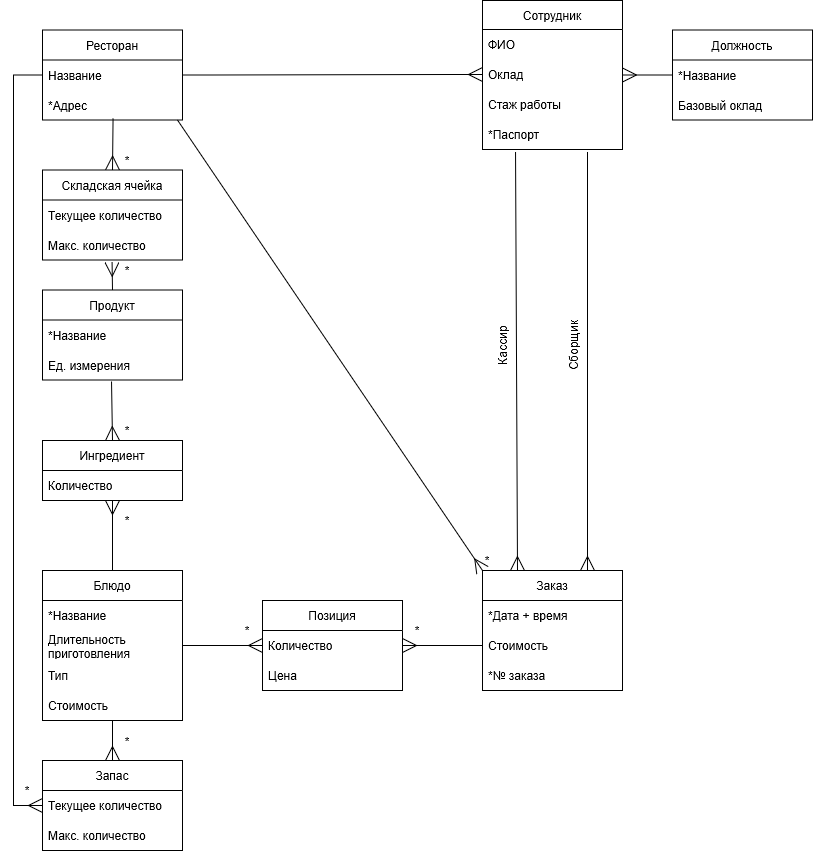 Сотрудник
ФИО
Оклад
Стаж работы
*Паспорт
Ресторан
Название
*Адрес
Должность
*Название
Базовый оклад
*
Складская ячейка
Текущее количество
Макс. количество
*
Продукт
*Название
Ед. измерения
Кассир
Сборщик
*
Ингредиент
Количество
*
*
Блюдо
*Название
Длительность
приготовления
Тип
Стоимость
*
Позиция
Количество
Цена
*
Заказ
*Дата + время
Стоимость
*№ заказа
*
*
Запас
Текущее количество
Макс. количество